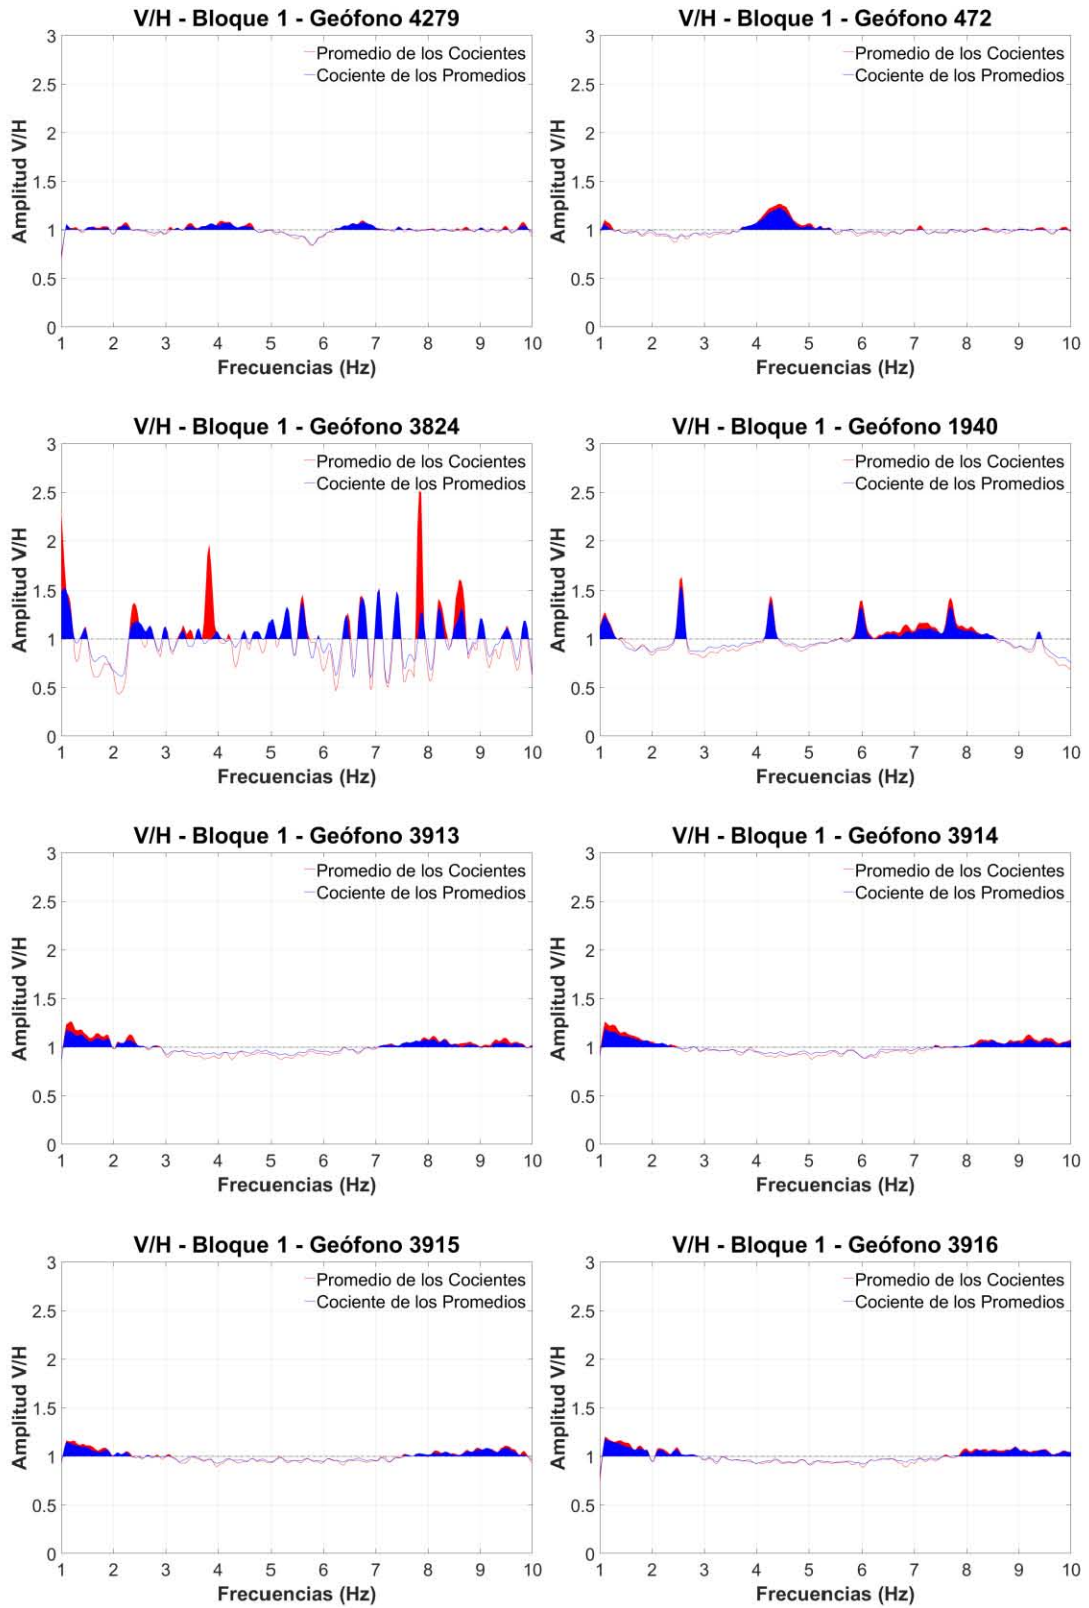 V/H - Bloque 1 - Geófono 4279
Promedio de los Cocientes
Cociente de los Promedios
Amplitud V/H
3
2.5
2
1.5
1
0.5
0
1 2 3 4 5 6 7 8 9 10
Frecuencias (Hz)
V/H - Bloque 1 - Geófono 472
Promedio de los Cocientes
Cociente de los Promedios
Amplitud V/H
3
2.5
2
1.5
1
0.5
0
1 2 3 4 5 6 7 8 9 10
Frecuencias (Hz)
V/H - Bloque 1 - Geófono 3824
Promedio de los Cocientes
Cociente de los Promedios
Amplitud V/H
3
2.5
2
1.5
1
0.5
0
1 2 3 4 5 6 7 8 9 10
Frecuencias (Hz)
V/H - Bloque 1 - Geófono 1940
Promedio de los Cocientes
Cociente de los Promedios
Amplitud V/H
3
2.5
2
1.5
1
0.5
0
1 2 3 4 5 6 7 8 9 10
Frecuencias (Hz)
V/H - Bloque 1 - Geófono 3913
Promedio de los Cocientes
Cociente de los Promedios
Amplitud V/H
3
2.5
2
1.5
1
0.5
0
1 2 3 4 5 6 7 8 9 10
Frecuencias (Hz)
V/H - Bloque 1 - Geófono 3914
Promedio de los Cocientes
Cociente de los Promedios
Amplitud V/H
3
2.5
2
1.5
1
0.5
0
1 2 3 4 5 6 7 8 9 10
Frecuencias (Hz)
V/H - Bloque 1 - Geófono 3915
Promedio de los Cocientes
Cociente de los Promedios
Amplitud V/H
3
2.5
2
1.5
1
0.5
0
1 2 3 4 5 6 7 8 9 10
Frecuencias (Hz)
V/H - Bloque 1 - Geófono 3916
Promedio de los Cocientes
Cociente de los Promedios
Amplitud V/H
3
2.5
2
1.5
1
0.5
0
1 2 3 4 5 6 7 8 9 10
Frecuencias (Hz)